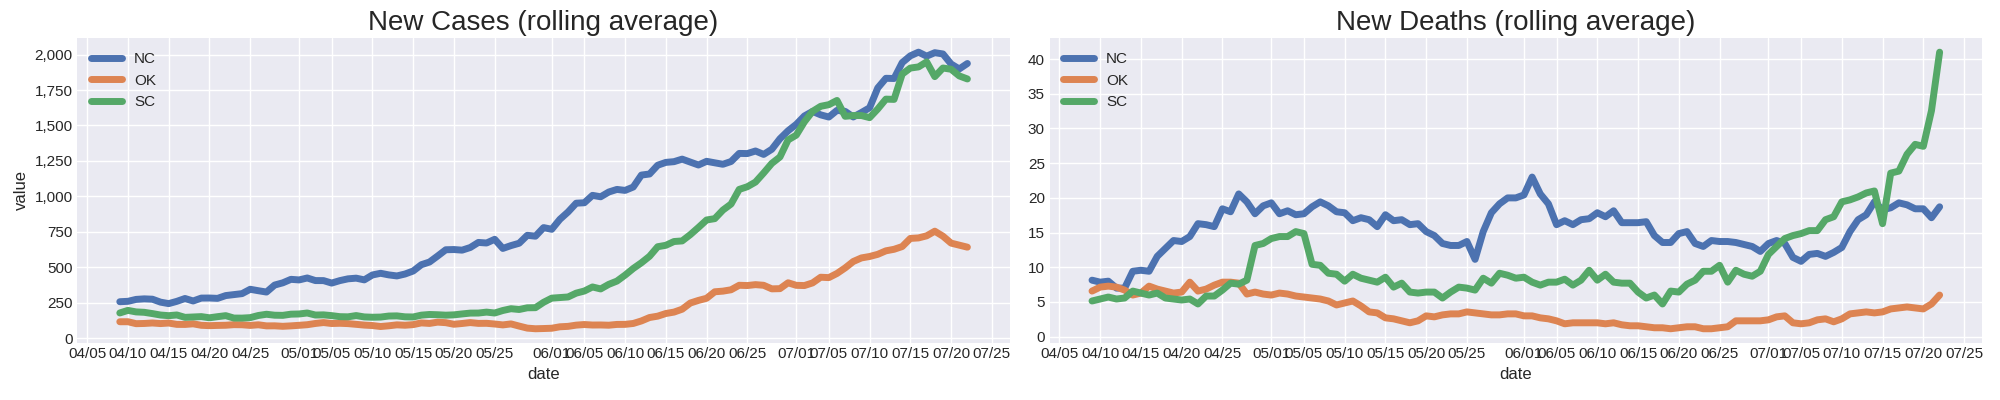 New Cases (rolling average)
NC
OK
SC
value
2,000
1,750
1,500
1,250
1,000
750
500
250
0
04/05 04/10 04/15 04/20 04/25 05/01 05/05 05/10 05/15 05/20 05/25 06/01 06/05 06/10 06/15 06/20 06/25 07/01 07/05 07/10 07/15 07/20 07/25
date
New Deaths (rolling average)
NC
OK
SC
40
35
30
25
20
15
10
5
0
04/05 04/10 04/15 04/20 04/25 05/01 05/05 05/10 05/15 05/20 05/25 06/01 06/05 06/10 06/15 06/20 06/25 07/01 07/05 07/10 07/15 07/20 07/25
date